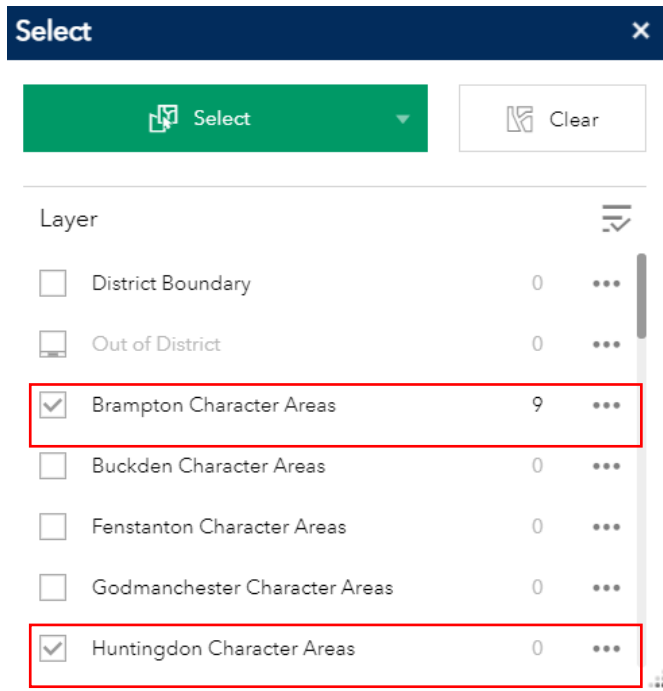 Select
Select Clear
Layer
District Boundary 0
Out of District 0
Brampton Character Areas 9
Buckden Character Areas 0
Fenstanton Character Areas 0
Godmanchester Character Areas 0
Huntingdon Character Areas 0